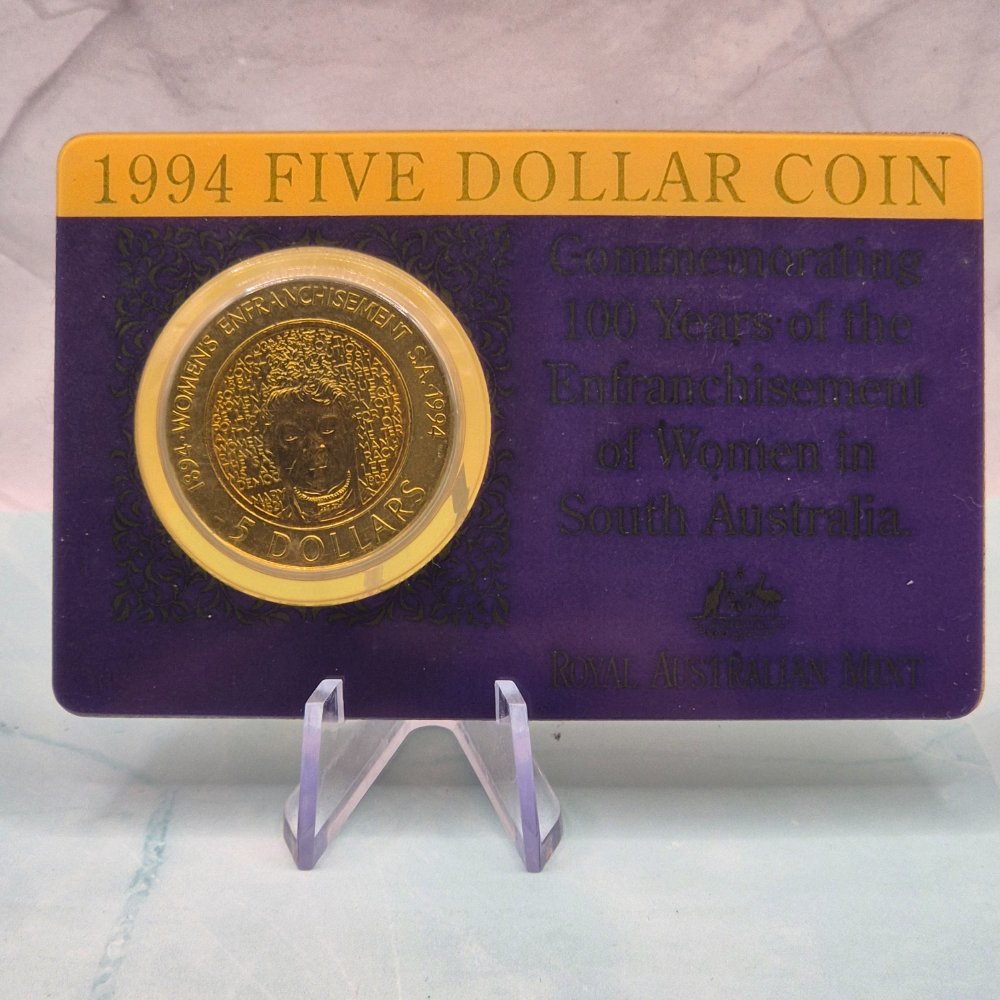 1994 FIVE DOLLAR COIN
1894·WOMEN'S ENFRANCHISEMENT S.A. 1994
5 DOLLARS
Commemorating
100 Years of the
Enfranchisement
of Women in
South Australia.
ROYAL AUSTRALIAN MINT